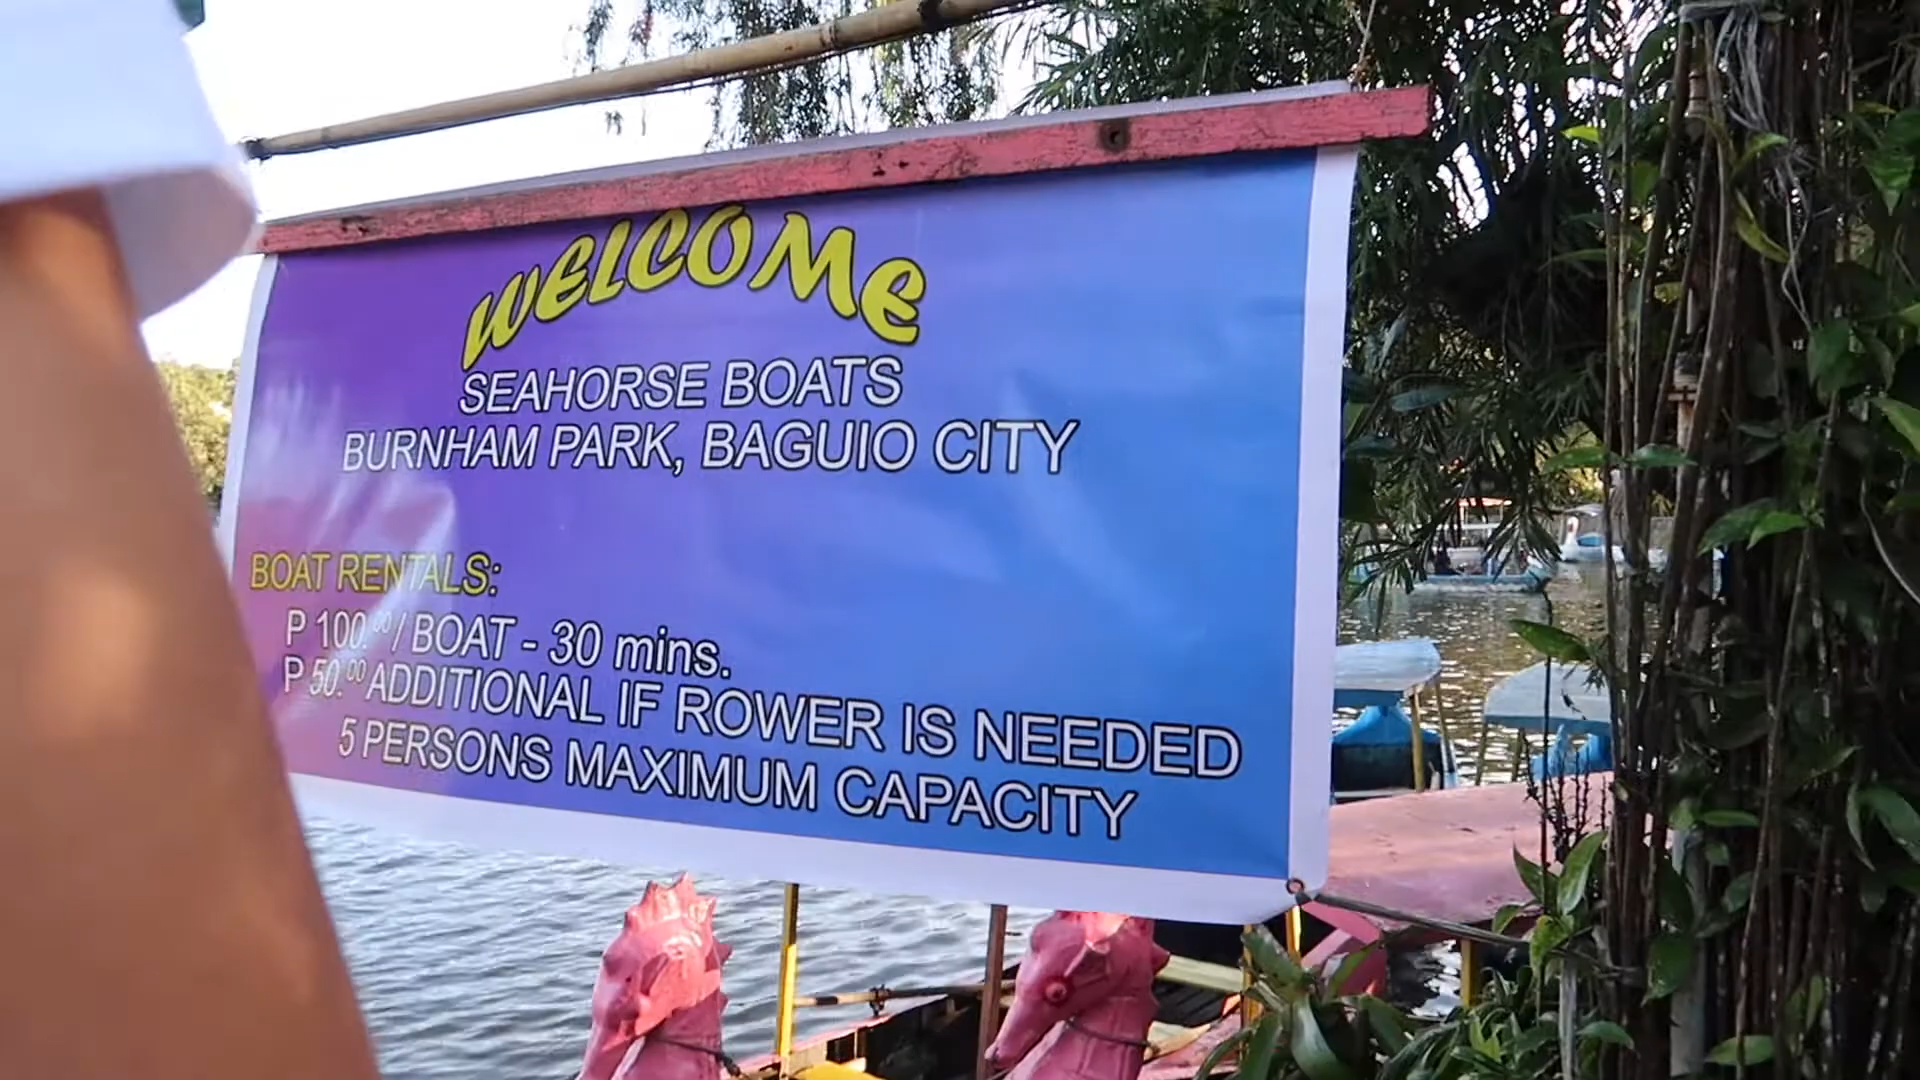 WELCOME
SEAHORSE BOATS
BURNHAM PARK, BAGUIO CITY
BOAT RENTALS:
P 100.00/ BOAT - 30 mins.
P 50.00 ADDITIONAL IF ROWER IS NEEDED
5 PERSONS MAXIMUM CAPACITY